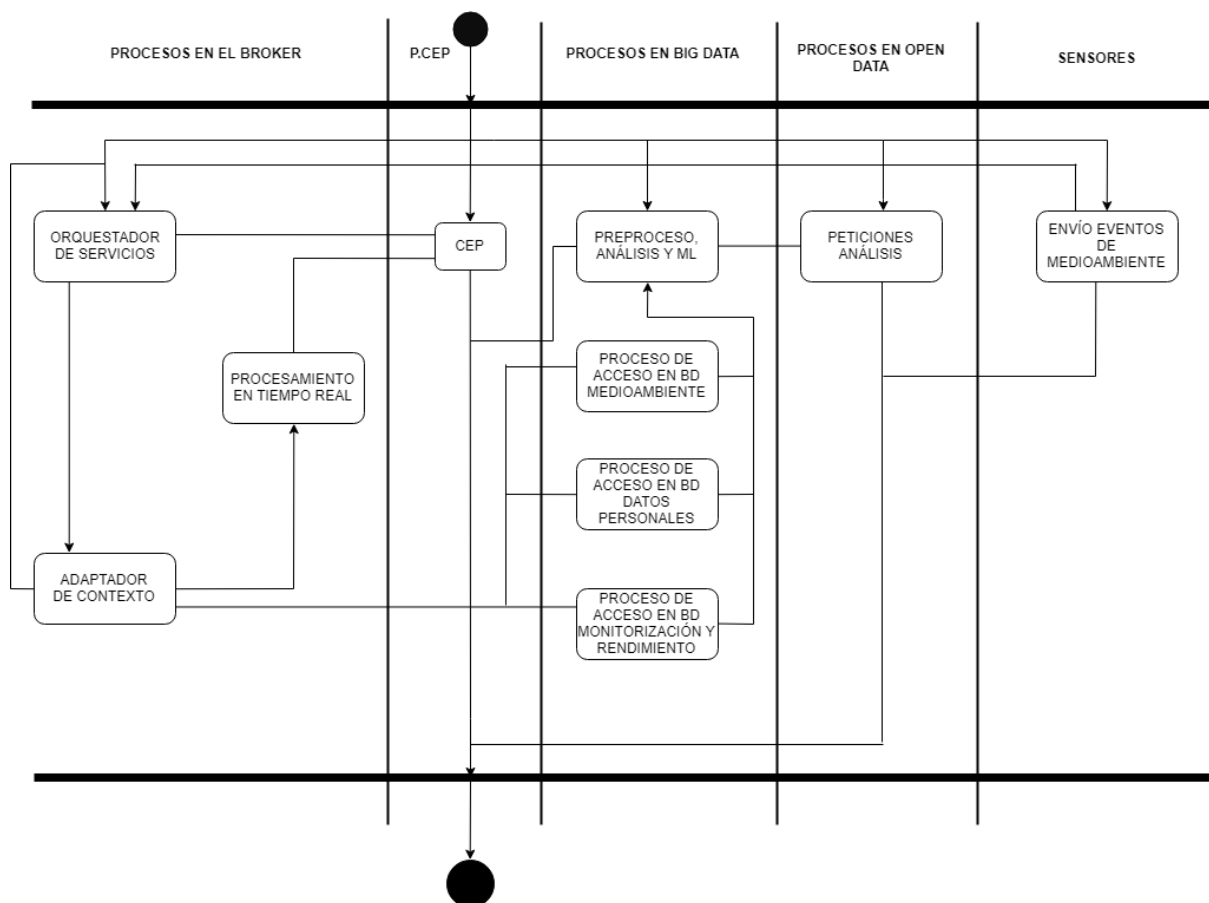 PROCESOS EN EL BROKER
P.CEP
PROCESOS EN BIG DATA
PROCESOS EN OPEN
DATA
SENSORES
ORQUESTADOR
DE SERVICIOS
CEP
PREPROCESO,
ANÁLISIS Y ML
PETICIONES
ANÁLISIS
ENVÍO EVENTOS
DE
MEDIOAMBIENTE
PROCESAMIENTO
EN TIEMPO REAL
PROCESO DE
ACCESO EN BD
MEDIOAMBIENTE
PROCESO DE
ACCESO EN BD
DATOS
PERSONALES
ADAPTADOR
DE CONTEXTO
PROCESO DE
ACCESO EN BD
MONITORIZACIÓN Y
RENDIMIENTO